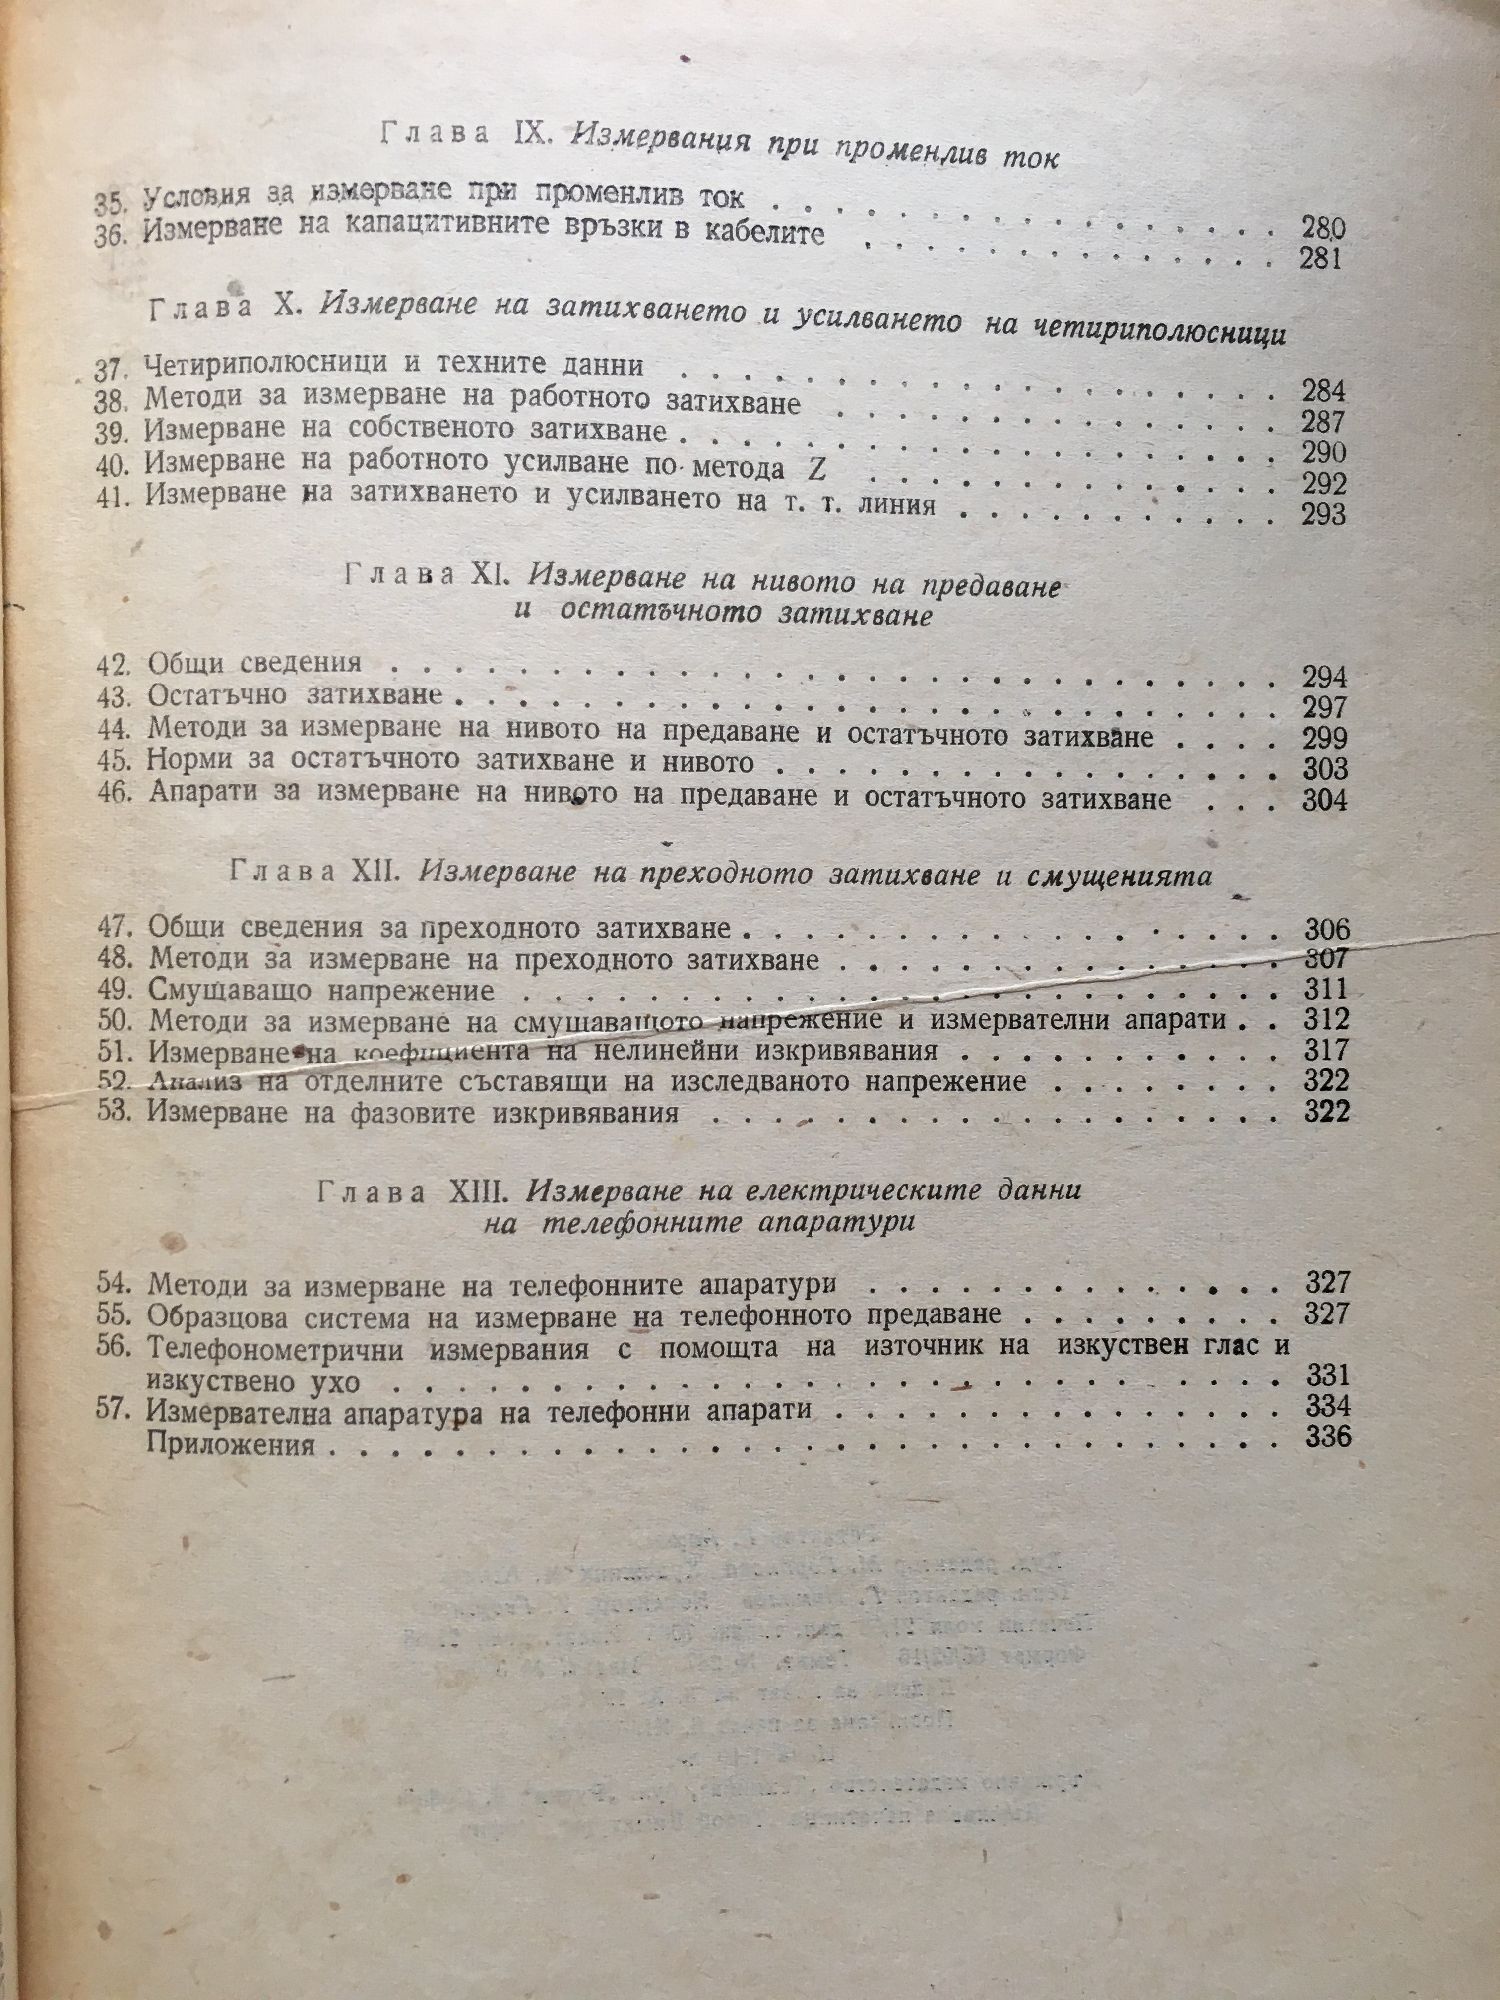 Глава IX. Измервания при променлив ток
35. Условия за измерване при променлив ток . . . . . . . . . . . . . . . . 280
36. Измерване на капацитивните връзки в кабелите . . . . . . . . . . . . . 281
Глава X. Измерване на затихването и усилването на четириполюсници
37. Четириполюсници и техните данни . . . . . . . . . . . . . . . . . . . 284
38. Методи за измерване на работното затихване . . . . . . . . . . . . . . 287
39. Измерване на собственото затихване . . . . . . . . . . . . . . . . . . . 290
40. Измерване на работното усилване по метода Z . . . . . . . . . . . . . 292
41. Измерване на затихването и усилването на т. т. линия . . . . . . . . . . . 293
Глава XI. Измерване на нивото на предаване
и остатъчното затихване
42. Общи сведения . . . . . . . . . . . . . . . . . . . . . . . . . . . . 294
43. Остатъчно затихване . . . . . . . . . . . . . . . . . . . . . . . . . . 297
44. Методи за измерване на нивото на предаване и остатъчното затихване . . . . 299
45. Норми за остатъчното затихване и нивото . . . . . . . . . . . . . . . . 303
46. Апарати за измерване на нивото на предаване и остатъчното затихване . . . 304
Глава XII. Измерване на преходното затихване и смущенията
47. Общи сведения за преходното затихване . . . . . . . . . . . . . . . . . 306
48. Методи за измерване на преходното затихване . . . . . . . . . . . . . . 307
49. Смущаващо напрежение . . . . . . . . . . . . . . . . . . . . . . . . 311
50. Методи за измерване на смущаващото напрежение и измервателни апарати . . 312
51. Измерване на коефициента на нелинейни изкривявания . . . . . . . . . . . 317
52. Анализ на отделните съставящи на изследваното напрежение . . . . . . . . 322
53. Измерване на фазовите изкривявания . . . . . . . . . . . . . . . . . . 322
Глава XIII. Измерване на електрическите данни
на телефонните апаратури
54. Методи за измерване на телефонните апаратури . . . . . . . . . . . . . . 327
55. Образцова система на измерване на телефонното предаване . . . . . . . . . 327
56. Телефонометрични измервания с помощта на източник на изкуствен глас и
изкуствено ухо . . . . . . . . . . . . . . . . . . . . . . . . . . . . 331
57. Измервателна апаратура на телефонни апарати . . . . . . . . . . . . . . . 334
Приложения . . . . . . . . . . . . . . . . . . . . . . . . . . . . . . . 336